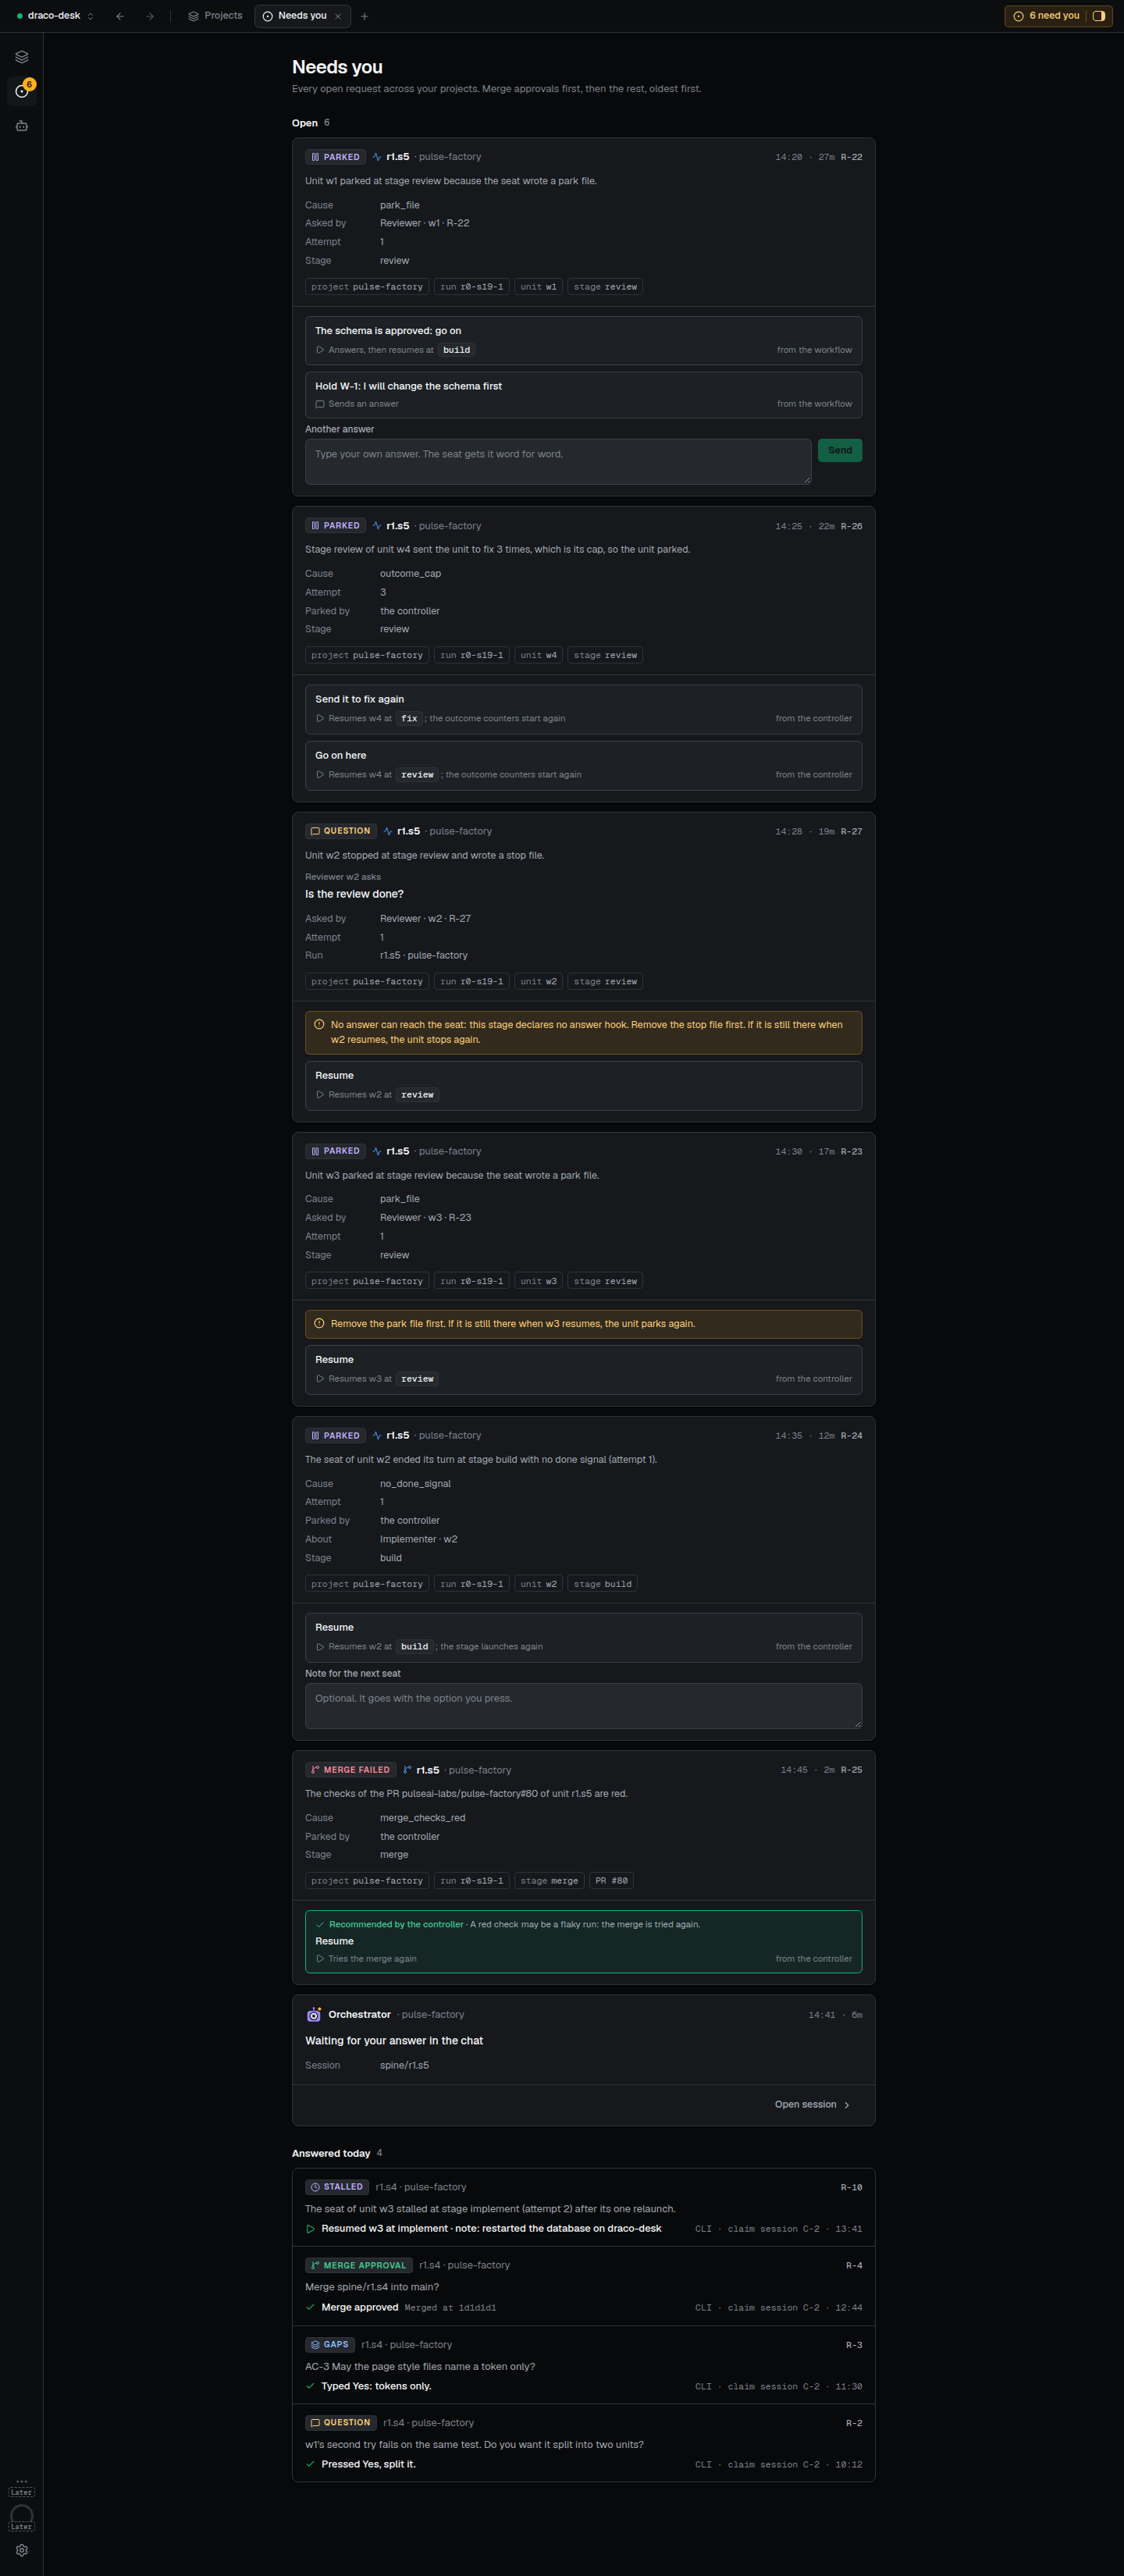 draco-desk
Projects
Needs you
6 need you
6
Needs you
Every open request across your projects. Merge approvals first, then the rest, oldest first.
Open 6
PARKED r1.s5 · pulse-factory 14:20 · 27m R-22
Unit w1 parked at stage review because the seat wrote a park file.
Cause park_file
Asked by Reviewer · w1 · R-22
Attempt 1
Stage review
project pulse-factory run r0-s19-1 unit w1 stage review
The schema is approved: go on
Answers, then resumes at build from the workflow
Hold W-1: I will change the schema first
Sends an answer from the workflow
Another answer
Type your own answer. The seat gets it word for word. Send
PARKED r1.s5 · pulse-factory 14:25 · 22m R-26
Stage review of unit w4 sent the unit to fix 3 times, which is its cap, so the unit parked.
Cause outcome_cap
Attempt 3
Parked by the controller
Stage review
project pulse-factory run r0-s19-1 unit w4 stage review
Send it to fix again
Resumes w4 at fix ; the outcome counters start again from the controller
Go on here
Resumes w4 at review ; the outcome counters start again from the controller
QUESTION r1.s5 · pulse-factory 14:28 · 19m R-27
Unit w2 stopped at stage review and wrote a stop file.
Reviewer w2 asks
Is the review done?
Asked by Reviewer · w2 · R-27
Attempt 1
Run r1.s5 · pulse-factory
project pulse-factory run r0-s19-1 unit w2 stage review
No answer can reach the seat: this stage declares no answer hook. Remove the stop file first. If it is still there when
w2 resumes, the unit stops again.
Resume
Resumes w2 at review
PARKED r1.s5 · pulse-factory 14:30 · 17m R-23
Unit w3 parked at stage review because the seat wrote a park file.
Cause park_file
Asked by Reviewer · w3 · R-23
Attempt 1
Stage review
project pulse-factory run r0-s19-1 unit w3 stage review
Remove the park file first. If it is still there when w3 resumes, the unit parks again.
Resume
Resumes w3 at review from the controller
PARKED r1.s5 · pulse-factory 14:35 · 12m R-24
The seat of unit w2 ended its turn at stage build with no done signal (attempt 1).
Cause no_done_signal
Attempt 1
Parked by the controller
About Implementer · w2
Stage build
project pulse-factory run r0-s19-1 unit w2 stage build
Resume
Resumes w2 at build ; the stage launches again from the controller
Note for the next seat
Optional. It goes with the option you press.
MERGE FAILED r1.s5 · pulse-factory 14:45 · 2m R-25
The checks of the PR pulseai-labs/pulse-factory#80 of unit r1.s5 are red.
Cause merge_checks_red
Parked by the controller
Stage merge
project pulse-factory run r0-s19-1 stage merge PR #80
Recommended by the controller · A red check may be a flaky run: the merge is tried again.
Resume
Tries the merge again from the controller
Orchestrator · pulse-factory 14:41 · 6m
Waiting for your answer in the chat
Session spine/r1.s5
Open session
Answered today 4
STALLED r1.s4 · pulse-factory R-10
The seat of unit w3 stalled at stage implement (attempt 2) after its one relaunch.
Resumed w3 at implement · note: restarted the database on draco-desk CLI · claim session C-2 · 13:41
MERGE APPROVAL r1.s4 · pulse-factory R-4
Merge spine/r1.s4 into main?
Merge approved Merged at 1d1d1d1 CLI · claim session C-2 · 12:44
GAPS r1.s4 · pulse-factory R-3
AC-3 May the page style files name a token only?
Typed Yes: tokens only. CLI · claim session C-2 · 11:30
QUESTION r1.s4 · pulse-factory R-2
w1's second try fails on the same test. Do you want it split into two units?
Pressed Yes, split it. CLI · claim session C-2 · 10:12
Later
Later